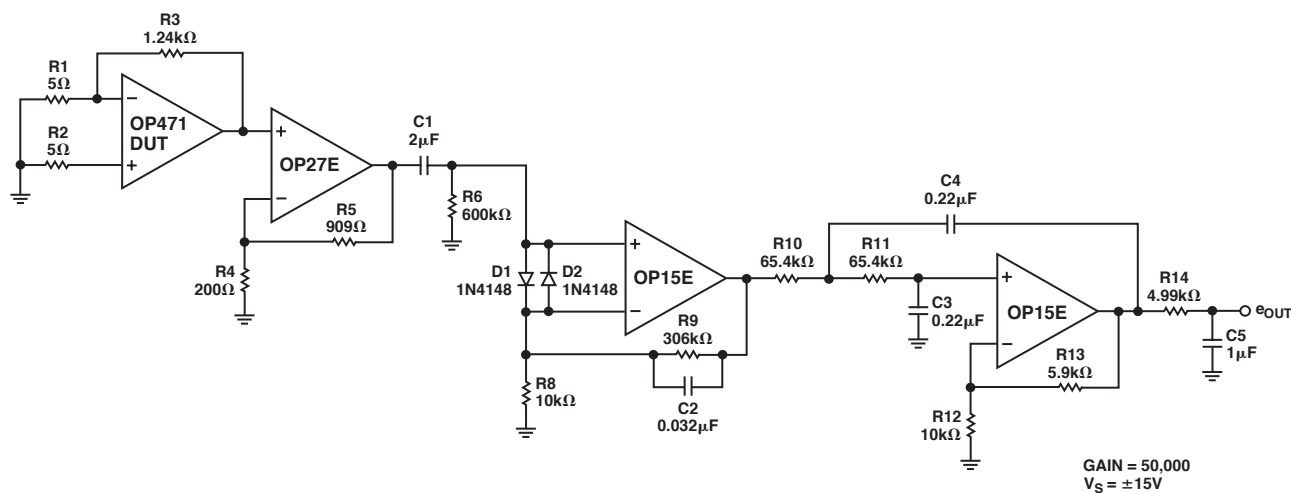 R3
1.24kΩ
R1
5Ω
−
OP471
DUT
R2
5Ω
+
+
OP27E
−
R5
909Ω
R4
200Ω
C1
2μF
R6
600kΩ
D1
1N4148
D2
1N4148
+
OP15E
−
R9
306kΩ
C2
0.032μF
R8
10kΩ
R10
65.4kΩ
R11
65.4kΩ
C4
0.22μF
C3
0.22μF
+
OP15E
−
R13
5.9kΩ
R12
10kΩ
R14
4.99kΩ
eOUT
C5
1μF
GAIN = 50,000
VS = ±15V